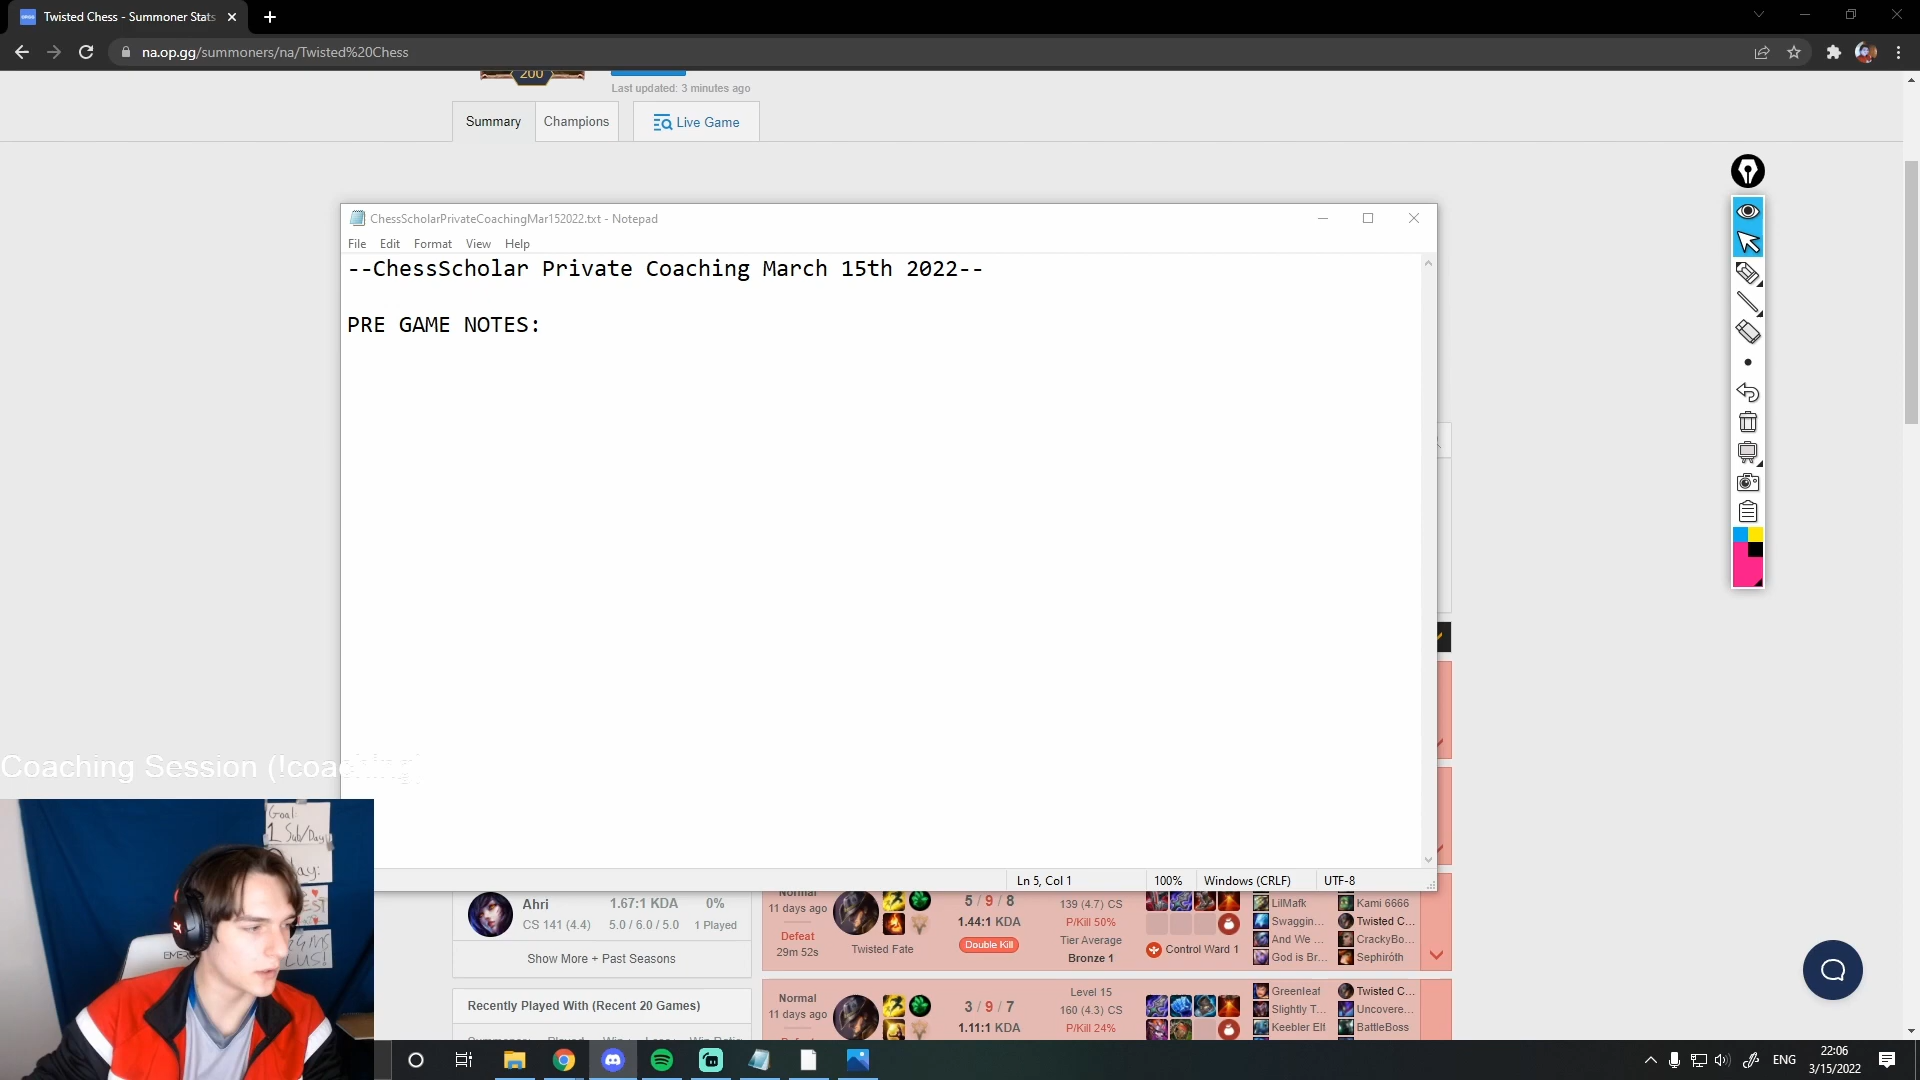 Twisted Chess - Summoner Stats
na.op.gg/summoners/na/Twisted%20Chess
200
Last updated: 3 minutes ago
Summary
Champions
Live Game
ChessScholarPrivateCoachingMar152022.txt - Notepad
File Edit Format View Help
--ChessScholar Private Coaching March 15th 2022--
PRE GAME NOTES:
Coaching Session (!coaching)
Goal:
1 Sub/Day
Ln 5, Col 1
100%
Windows (CRLF)
UTF-8
Ahri
CS 141 (4.4)
1.67:1 KDA
5.0 / 6.0 / 5.0
0%
1 Played
Show More + Past Seasons
Recently Played With (Recent 20 Games)
Normal
11 days ago
Defeat
29m 52s
Twisted Fate
5 / 9 / 8
1.44:1 KDA
Double Kill
139 (4.7) CS
P/Kill 50%
Tier Average
Bronze 1
Control Ward 1
LilMafk
Swaggin...
And We ...
God is Br...
Kami 6666
Twisted C...
CrackyBo...
Sephiróth
Normal
11 days ago
3 / 9 / 7
1.11:1 KDA
Level 15
160 (4.3) CS
P/Kill 24%
Greenleaf
Slightly T...
Keebler Elf
Twisted C...
Uncovere...
BattleBoss
ENG
22:06
3/15/2022